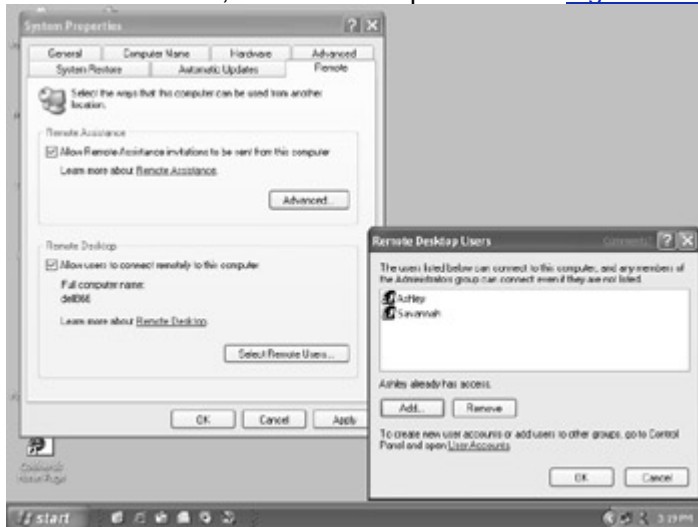 System Properties
General Computer Name Hardware Advanced
System Restore Automatic Updates Remote
Select the ways that this computer can be used from another
location.
Remote Assistance
Allow Remote Assistance invitations to be sent from this computer
Learn more about Remote Assistance.
Advanced...
Remote Desktop
Allow users to connect remotely to this computer
Full computer name:
dell866
Learn more about Remote Desktop.
Select Remote Users...
OK Cancel Apply
Remote Desktop Users
The users listed below can connect to this computer, and any members of
the Administrators group can connect even if they are not listed.
Ashley
Savannah
Ashley already has access.
Add... Remove
To create new user accounts or add users to other groups, go to Control
Panel and open User Accounts.
OK Cancel
start
3:19 PM